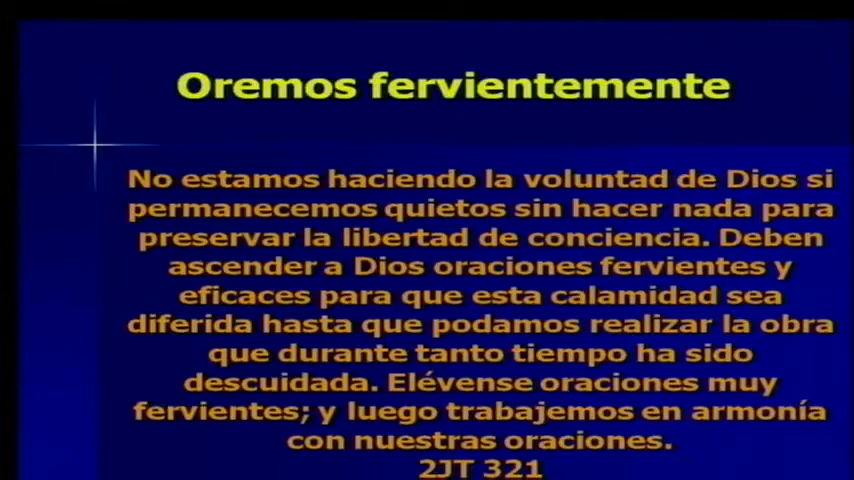 Oremos fervientemente
No estamos haciendo la voluntad de Dios si
permanecemos quietos sin hacer nada para
preservar la libertad de conciencia. Deben
ascender a Dios oraciones fervientes y
eficaces para que esta calamidad sea
diferida hasta que podamos realizar la obra
que durante tanto tiempo ha sido
descuidada. Elévense oraciones muy
fervientes; y luego trabajemos en armonía
con nuestras oraciones.
2JT 321